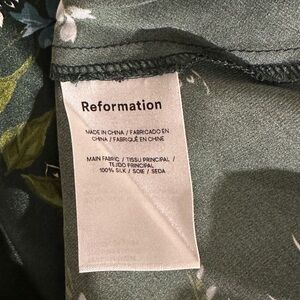 Reformation
MADE IN CHINA / FABRICADO EN
CHINA / FABRIQUÉ EN CHINE
MAIN FABRIC / TISSU PRINCIPAL /
TEJIDO PRINCIPAL
100% SILK / SOIE / SEDA